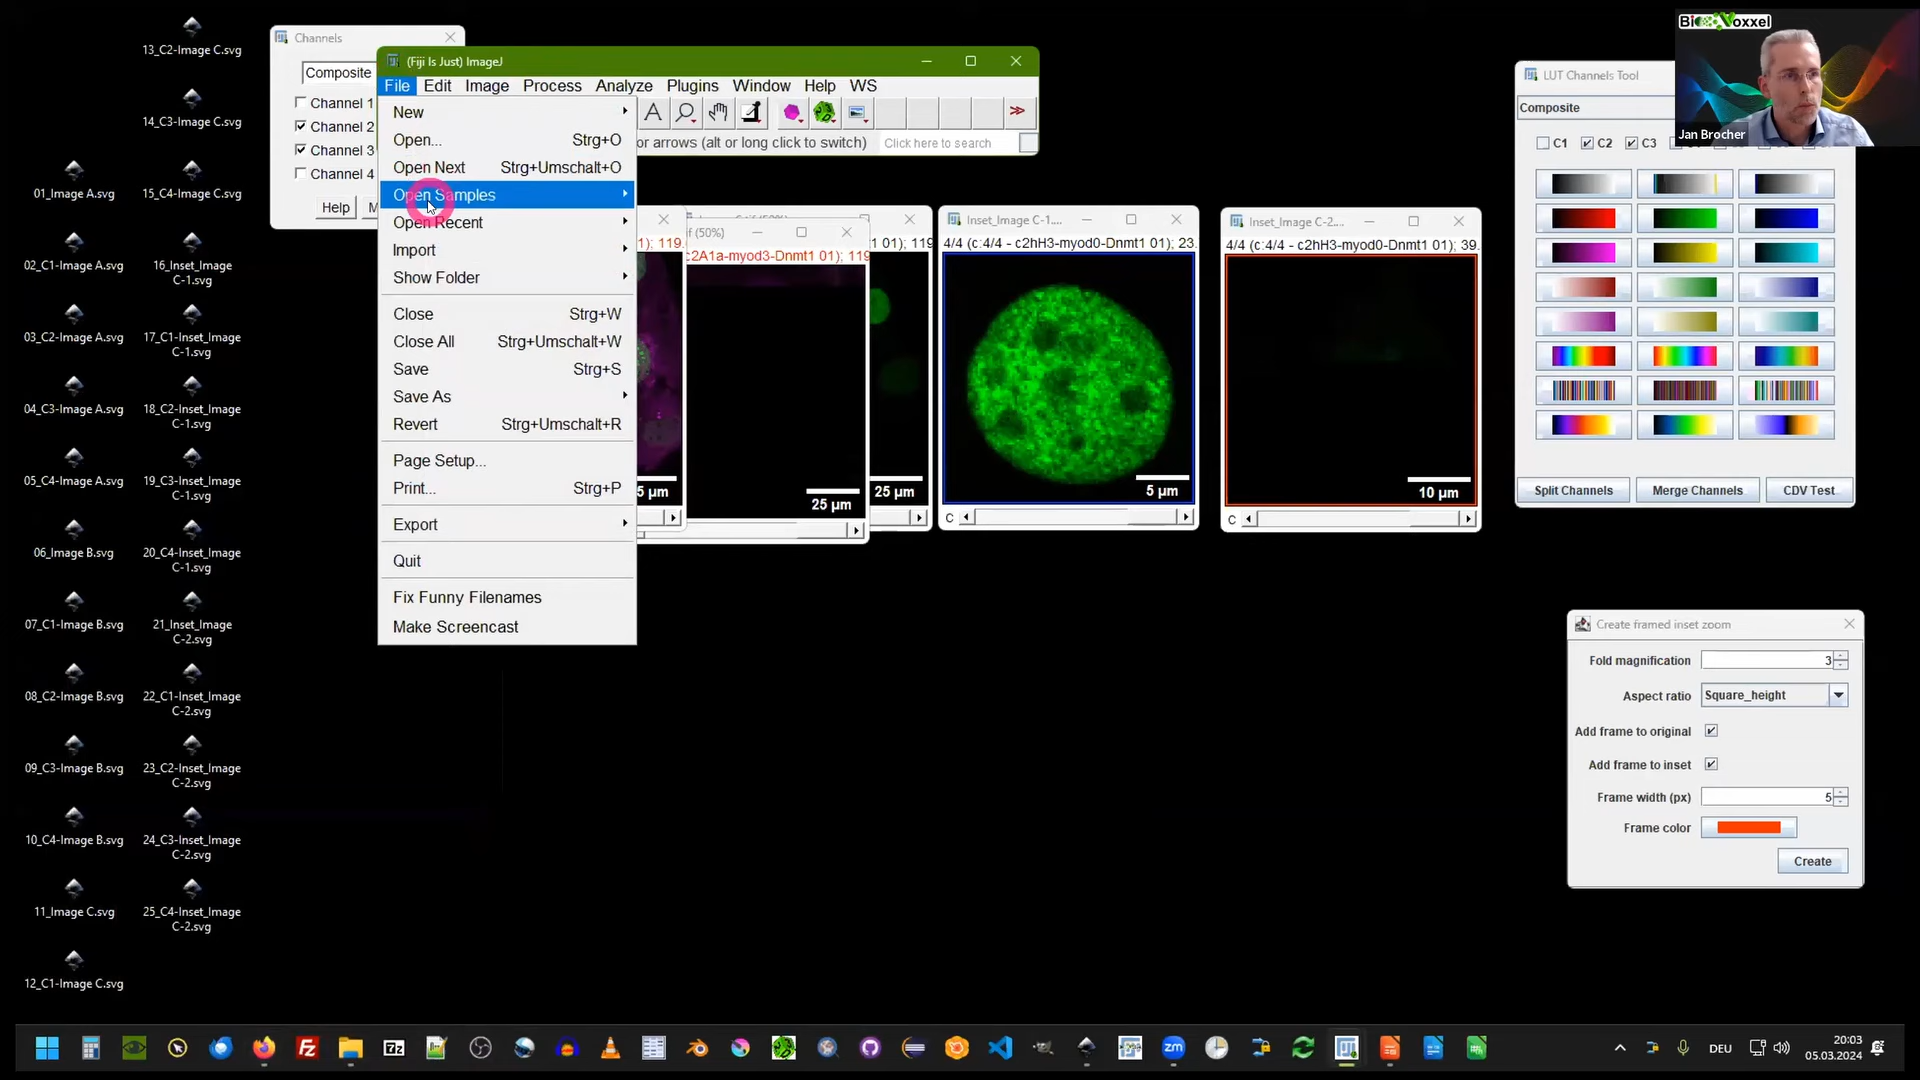 13_C2-Image C.svg
14_C3-Image C.svg
01_Image A.svg
15_C4-Image C.svg
02_C1-Image A.svg
16_Inset_Image
C-1.svg
03_C2-Image A.svg
17_C1-Inset_Image
C-1.svg
04_C3-Image A.svg
18_C2-Inset_Image
C-1.svg
05_C4-Image A.svg
19_C3-Inset_Image
C-1.svg
06_Image B.svg
20_C4-Inset_Image
C-1.svg
07_C1-Image B.svg
21_Inset_Image
C-2.svg
08_C2-Image B.svg
22_C1-Inset_Image
C-2.svg
09_C3-Image B.svg
23_C2-Inset_Image
C-2.svg
10_C4-Image B.svg
24_C3-Inset_Image
C-2.svg
11_Image C.svg
25_C4-Inset_Image
C-2.svg
12_C1-Image C.svg
Channels
Composite
Channel 1
Channel 2
Channel 3
Channel 4
Help
M
(Fiji Is Just) ImageJ
File Edit Image Process Analyze Plugins Window Help WS
or arrows (alt or long click to switch)
Click here to search
New
Open... Strg+O
Open Next Strg+Umschalt+O
Open Samples
Open Recent
Import
Show Folder
Close Strg+W
Close All Strg+Umschalt+W
Save Strg+S
Save As
Revert Strg+Umschalt+R
Page Setup...
Print... Strg+P
Export
Quit
Fix Funny Filenames
Make Screencast
1); 119.
5 µm
if (50%)
c2A1a-myod3-Dnmt1 01); 119
25 µm
t1 01); 119
25 µm
Inset_Image C-1....
4/4 (c:4/4 - c2hH3-myod0-Dnmt1 01); 23.
5 µm
C
Inset_Image C-2....
4/4 (c:4/4 - c2hH3-myod0-Dnmt1 01); 39.
10 µm
C
LUT Channels Tool
Composite
C1 C2 C3
Split Channels
Merge Channels
CDV Test
BioVoxxel
Jan Brocher
Create framed inset zoom
Fold magnification 3
Aspect ratio Square_height
Add frame to original
Add frame to inset
Frame width (px) 5
Frame color
Create
DEU
20:03
05.03.2024